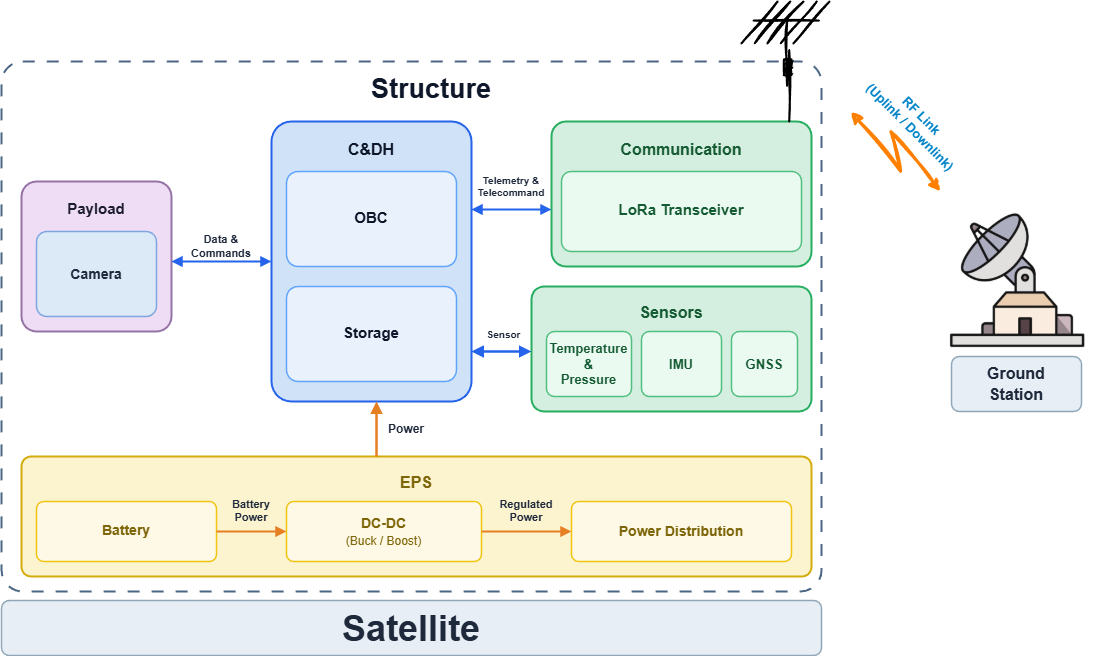 Structure
C&DH
OBC
Storage
Payload
Camera
Data &
Commands
Telemetry &
Telecommand
Communication
LoRa Transceiver
Sensor
Sensors
Temperature
&
Pressure
IMU
GNSS
Power
EPS
Battery
Battery
Power
DC-DC
(Buck / Boost)
Regulated
Power
Power Distribution
Satellite
RF Link
(Uplink / Downlink)
Ground
Station